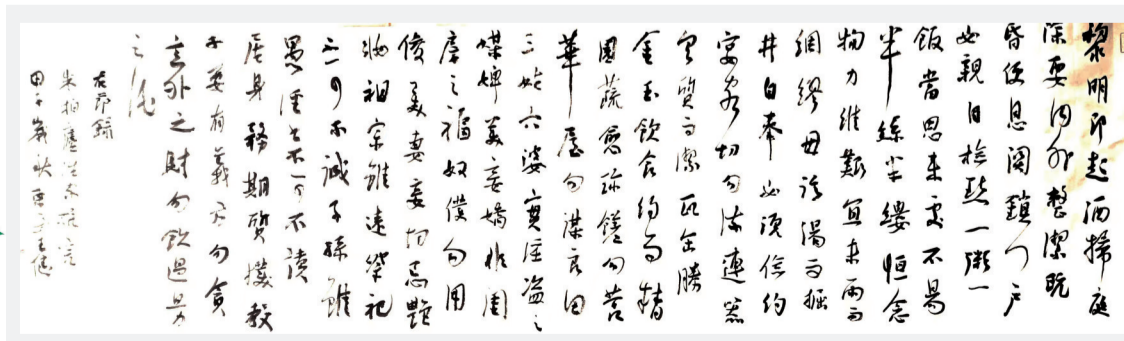 黎明即起洒掃庭
除要內外整潔既
昏便息關鎖門戶
必親自檢點一粥一
飯當思來處不易
半絲半縷恒念
物力維艱宜未雨而
綢繆毋臨渴而掘
井自奉必須儉約
宴客切勿流連器
具質而潔瓦缶勝
金玉飲食約而精
園蔬愈珍饈勿營
華屋勿謀良田
三姑六婆實淫盜之
媒婢美妾嬌非閨
房之福奴僕勿用
俊美妻妾切忌艷
妝祖宗雖遠祭祀
不可不誠子孫雖
愚經書不可不讀
居身務期質樸教
子要有義方勿貪
意外之財勿飲過量
之酒
右節錄
朱柏廬治家格言
甲子歲秋